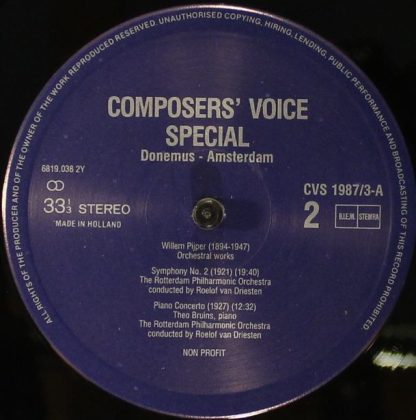 ALL RIGHTS OF THE PRODUCER AND OF THE OWNER OF THE WORK REPRODUCED RESERVED. UNAUTHORISED COPYING, HIRING, LENDING, PUBLIC PERFORMANCE AND BROADCASTING OF THIS RECORD PROHIBITED.
COMPOSERS' VOICE
SPECIAL
Donemus - Amsterdam
6819.038 2Y
CVS 1987/3-A
33⅓ STEREO
2
B.I.E.M. STEMRA
MADE IN HOLLAND
Willem Pijper (1894-1947)
Orchestral works
Symphony No. 2 (1921) (19:40)
The Rotterdam Philharmonic Orchestra
conducted by Roelof van Driesten
Piano Concerto (1927) (12:32)
Theo Bruins, piano
The Rotterdam Philharmonic Orchestra
conducted by Roelof van Driesten
NON PROFIT